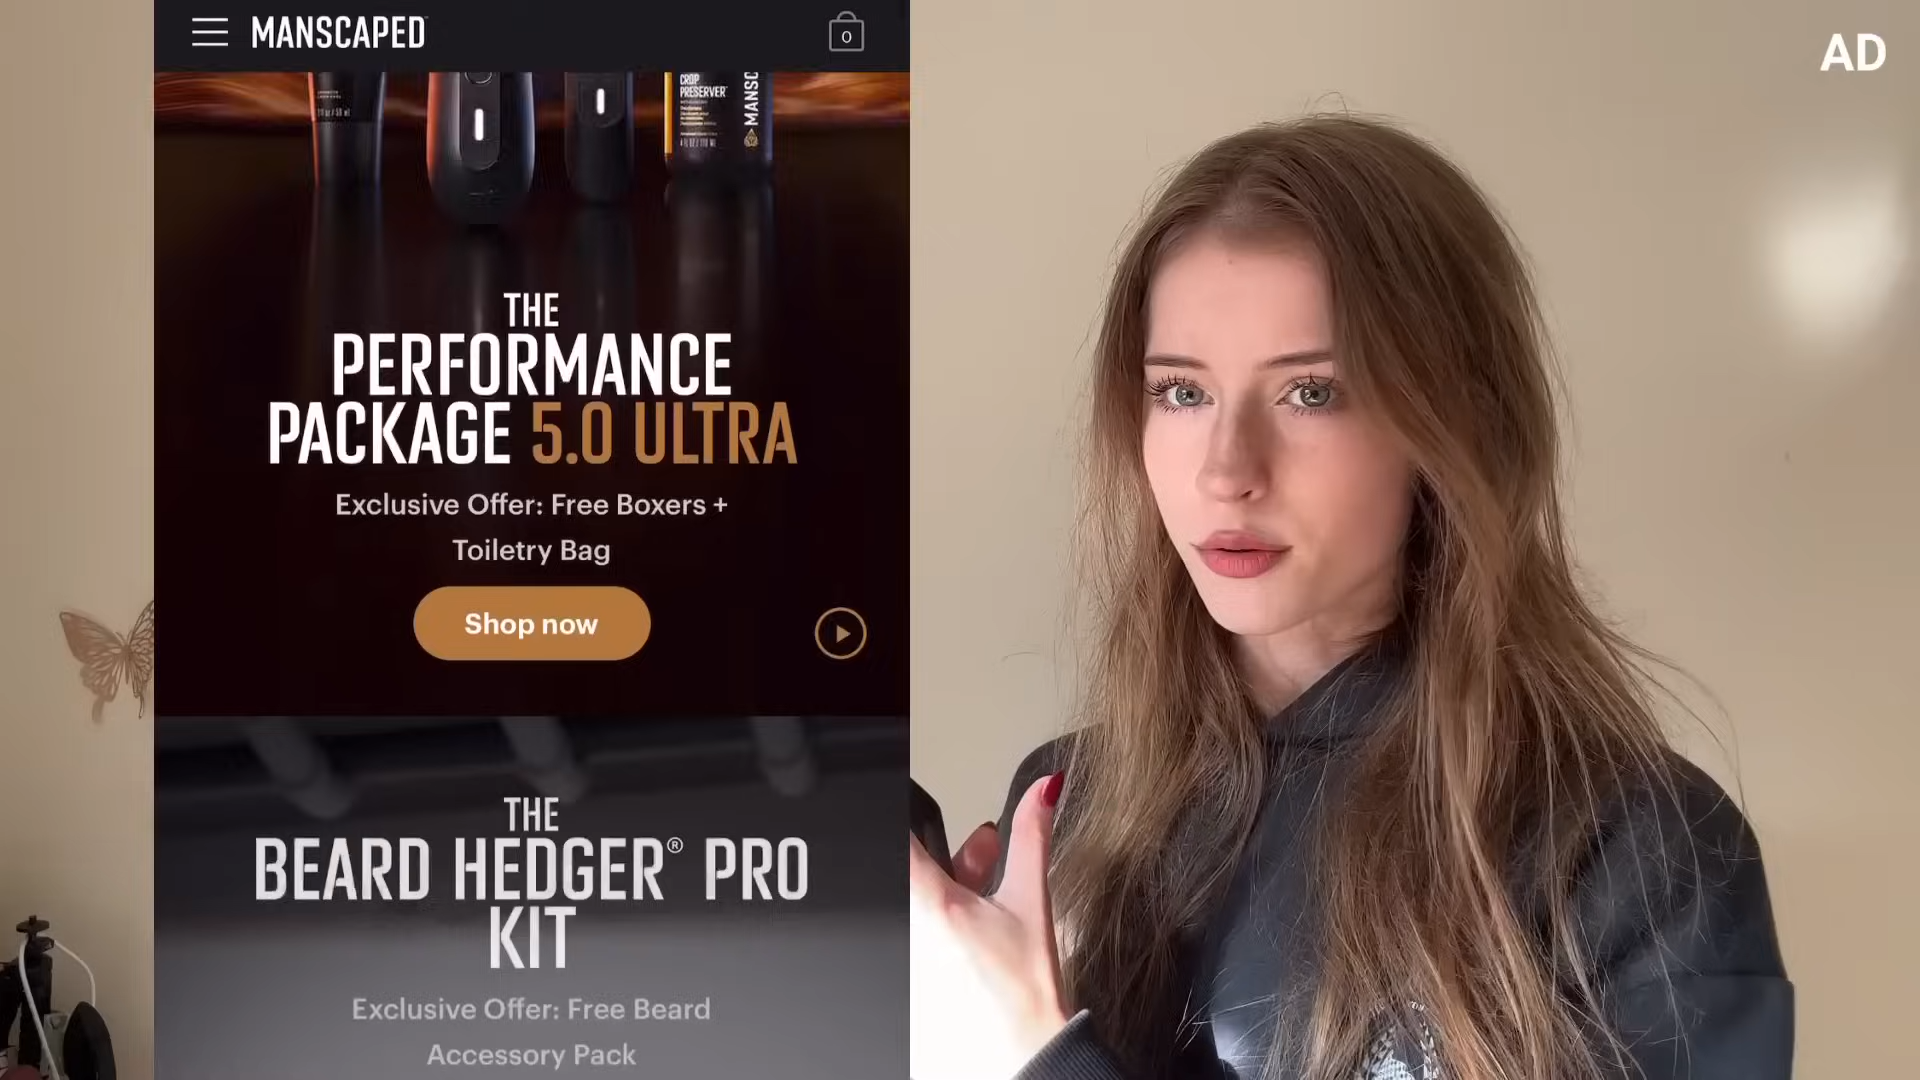 MANSCAPED
0
AD
CROP
PRESERVER
MANSC
THE
PERFORMANCE
PACKAGE 5.0 ULTRA
Exclusive Offer: Free Boxers +
Toiletry Bag
Shop now
THE
BEARD HEDGER® PRO
KIT
Exclusive Offer: Free Beard
Accessory Pack